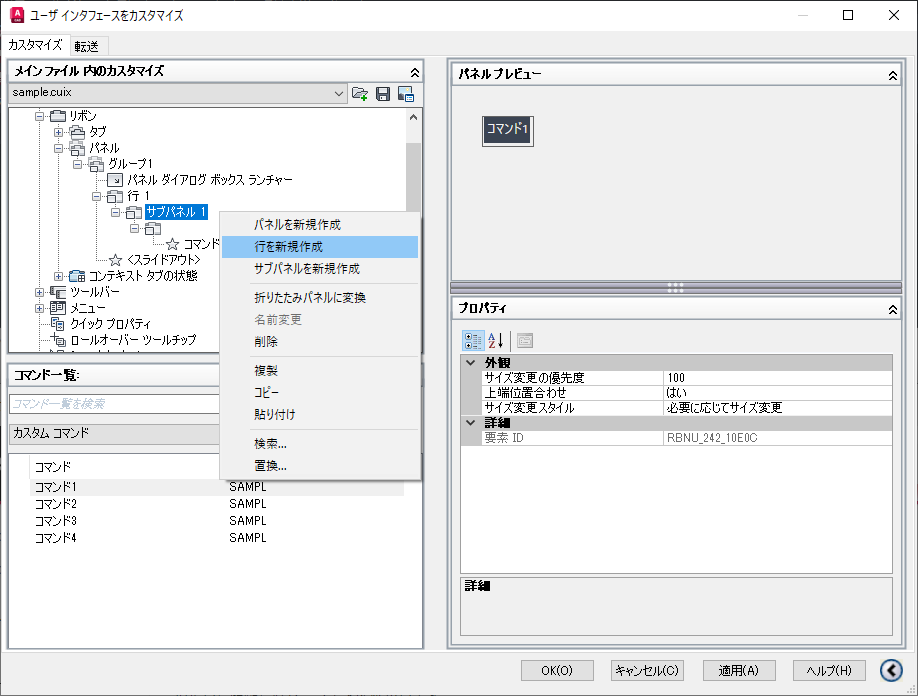 ユーザ インタフェースをカスタマイズ
カスタマイズ 転送
メイン ファイル 内のカスタマイズ
sample.cuix
リボン
タブ
パネル
グループ1
パネル ダイアログ ボックス ランチャー
行 1
サブパネル 1
コマンド
<スライドアウト>
コンテキスト タブの状態
ツールバー
メニュー
クイック プロパティ
ロールオーバー ツールチップ
パネルを新規作成
行を新規作成
サブパネルを新規作成
折りたたみパネルに変換
名前変更
削除
複製
コピー
貼り付け
検索...
置換...
コマンド一覧:
コマンド一覧を検索
カスタム コマンド
コマンド
コマンド1 SAMPL
コマンド2 SAMPL
コマンド3 SAMPL
コマンド4 SAMPL
パネル プレビュー
コマンド1
プロパティ
外観
サイズ変更の優先度 100
上端位置合わせ はい
サイズ変更スタイル 必要に応じてサイズ変更
詳細
要素 ID RBNU_242_10E0C
詳細
OK(O) キャンセル(C) 適用(A) ヘルプ(H)